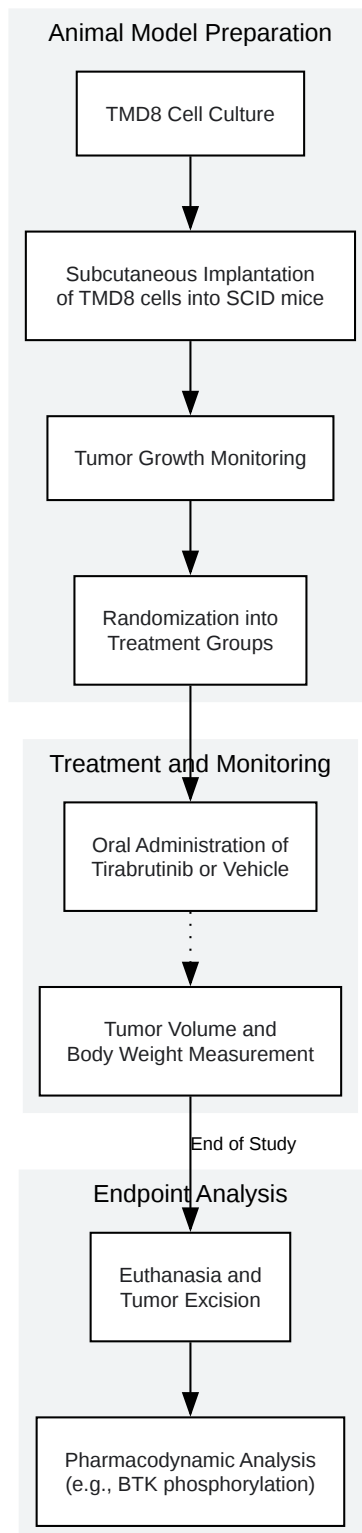 Animal Model Preparation
TMD8 Cell Culture
Subcutaneous Implantation
of TMD8 cells into SCID mice
Tumor Growth Monitoring
Randomization into
Treatment Groups
Treatment and Monitoring
Oral Administration of
Tirabrutinib or Vehicle
Tumor Volume and
Body Weight Measurement
End of Study
Endpoint Analysis
Euthanasia and
Tumor Excision
Pharmacodynamic Analysis
(e.g., BTK phosphorylation)